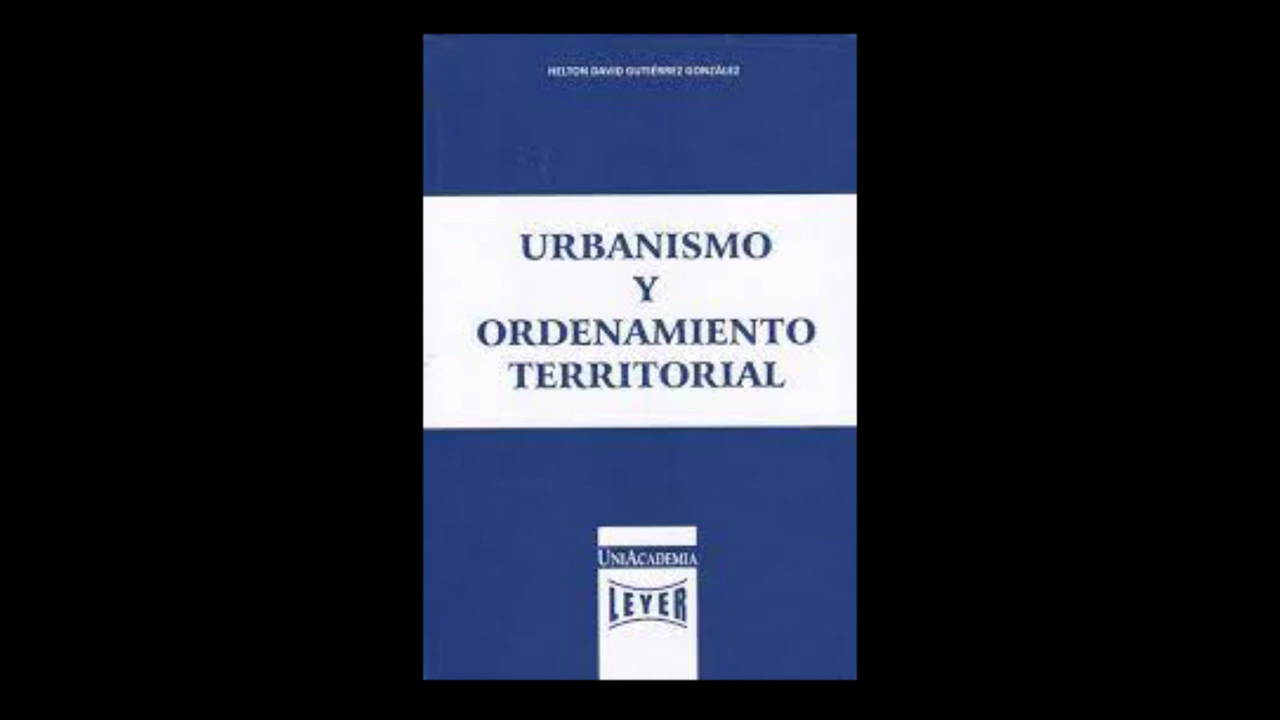 HELTON DAVID GUTIÉRREZ GONZÁLEZ
URBANISMO
Y
ORDENAMIENTO
TERRITORIAL
UNIACADEMIA
LEYER